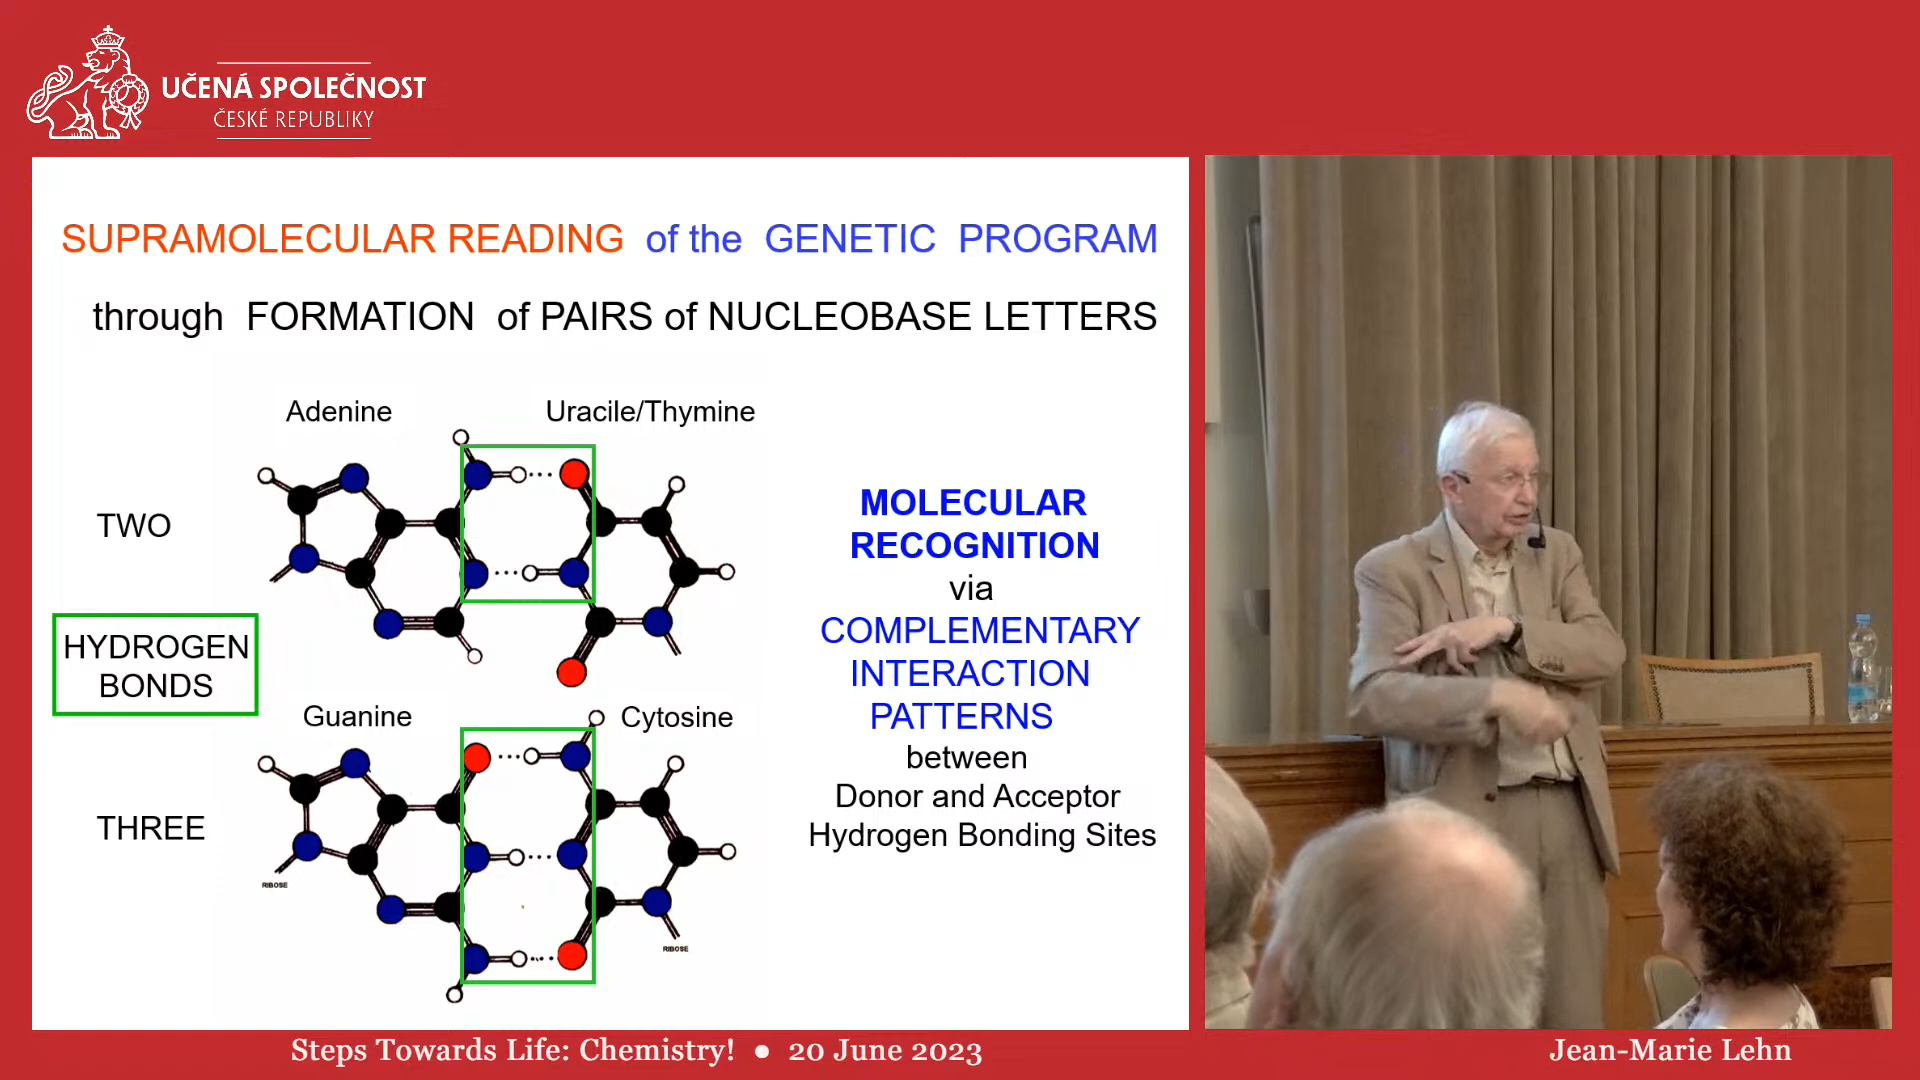 UČENÁ SPOLEČNOST
ČESKÉ REPUBLIKY
SUPRAMOLECULAR READING of the GENETIC PROGRAM
through FORMATION of PAIRS of NUCLEOBASE LETTERS
Adenine
Uracile/Thymine
TWO
HYDROGEN
BONDS
Guanine
Cytosine
THREE
RIBOSE
RIBOSE
MOLECULAR
RECOGNITION
via
COMPLEMENTARY
INTERACTION
PATTERNS
between
Donor and Acceptor
Hydrogen Bonding Sites
Steps Towards Life: Chemistry! • 20 June 2023
Jean-Marie Lehn